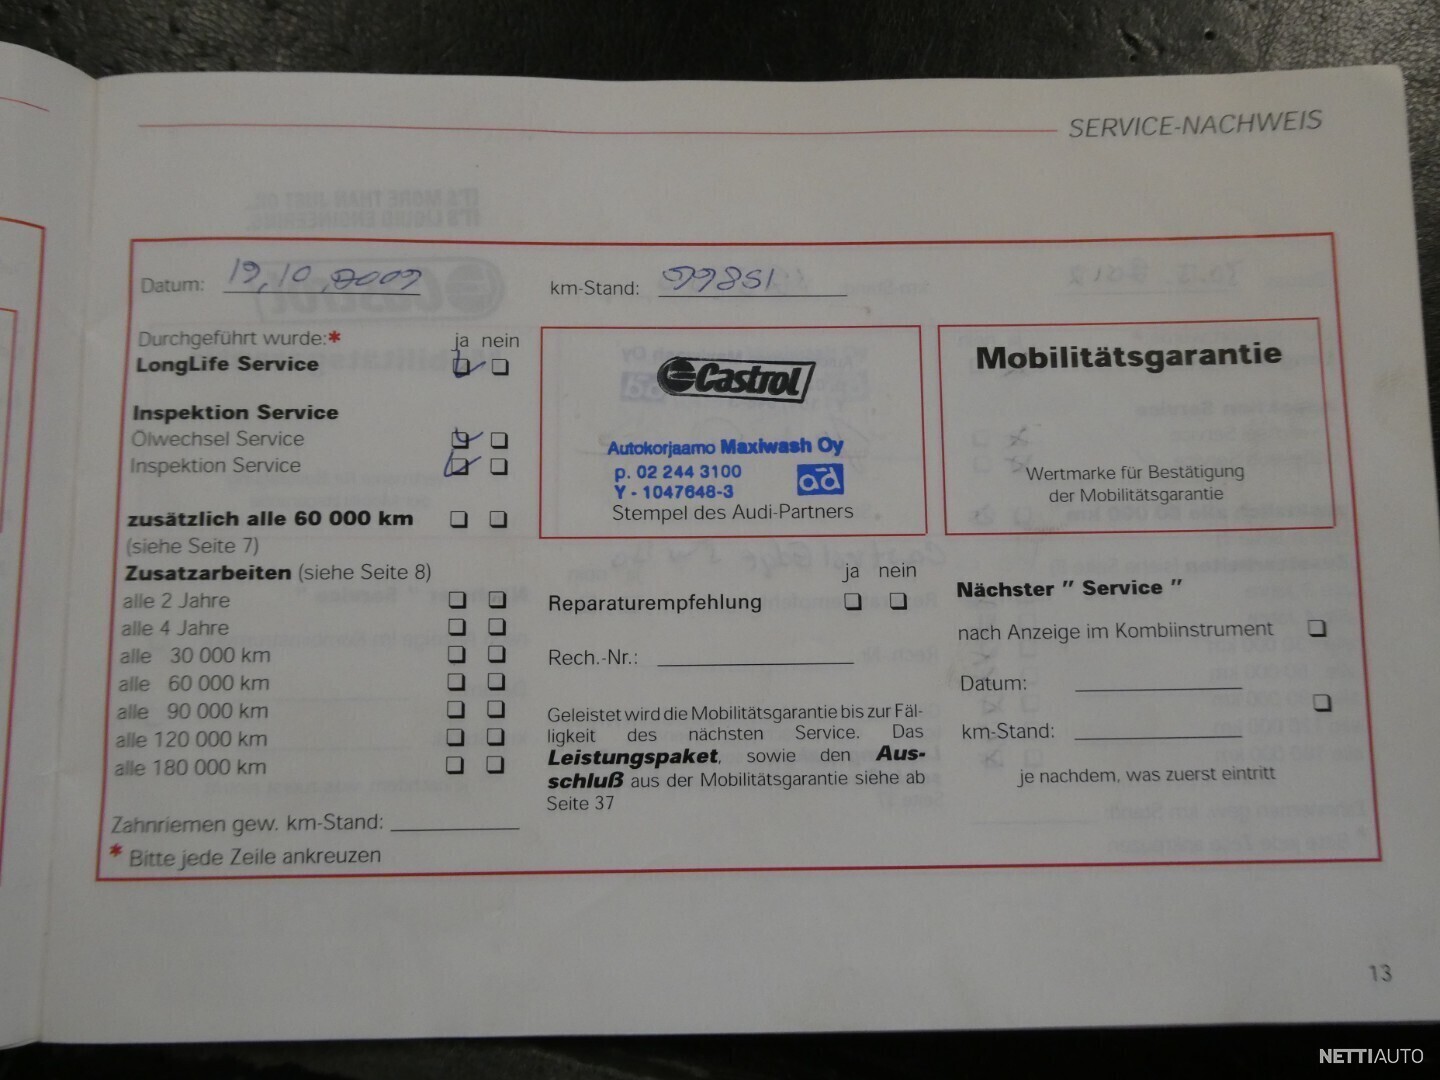 SERVICE-NACHWEIS
Datum: 19.10.2009
km-Stand: 99851
Durchgeführt wurde:* ja nein
LongLife Service
Inspektion Service
Ölwechsel Service
Inspektion Service
zusätzlich alle 60 000 km
(siehe Seite 7)
Zusatzarbeiten (siehe Seite 8)
alle 2 Jahre
alle 4 Jahre
alle 30 000 km
alle 60 000 km
alle 90 000 km
alle 120 000 km
alle 180 000 km
Zahnriemen gew. km-Stand:
* Bitte jede Zeile ankreuzen
Castrol
Autokorjaamo Maxiwash Oy
p. 02 244 3100
Y - 1047648-3
ad
Stempel des Audi-Partners
ja nein
Reparaturempfehlung
Rech.-Nr.:
Geleistet wird die Mobilitätsgarantie bis zur Fäl-
ligkeit des nächsten Service. Das
Leistungspaket, sowie den Aus-
schluß aus der Mobilitätsgarantie siehe ab
Seite 37
Mobilitätsgarantie
Wertmarke für Bestätigung
der Mobilitätsgarantie
Nächster " Service "
nach Anzeige im Kombiinstrument
Datum:
km-Stand:
je nachdem, was zuerst eintritt
13
NETTIAUTO